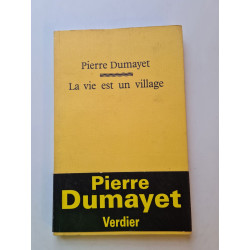 Pierre Dumayet
La vie est un village
Pierre
Dumayet
Verdier